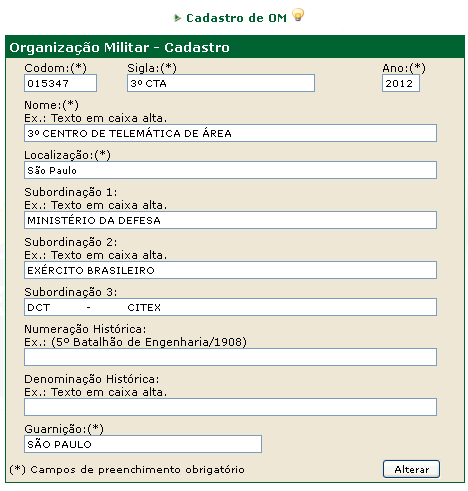 Cadastro de OM
Organização Militar - Cadastro
Codom:(*) Sigla:(*) Ano:(*)
015347 3º CTA 2012
Nome:(*)
Ex.: Texto em caixa alta.
3º CENTRO DE TELEMÁTICA DE ÁREA
Localização:(*)
São Paulo
Subordinação 1:
Ex.: Texto em caixa alta.
MINISTÉRIO DA DEFESA
Subordinação 2:
Ex.: Texto em caixa alta.
EXÉRCITO BRASILEIRO
Subordinação 3:
DCT - CITEX
Numeração Histórica:
Ex.: (5º Batalhão de Engenharia/1908)
Denominação Histórica:
Ex.: Texto em caixa alta.
Guarnição:(*)
SÃO PAULO
(*) Campos de preenchimento obrigatório Alterar